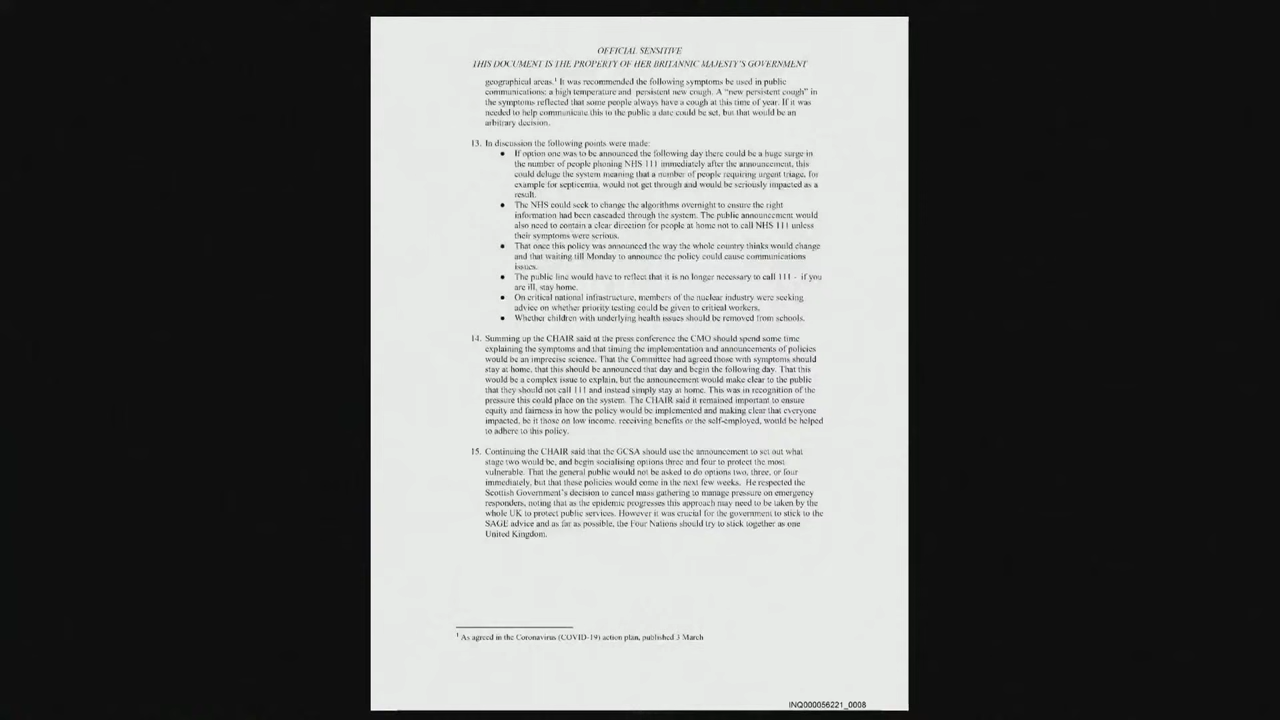 OFFICIAL SENSITIVE
THIS DOCUMENT IS THE PROPERTY OF HER BRITANNIC MAJESTY'S GOVERNMENT
geographical areas.¹ It was recommended the following symptoms be used in public
communications: a high temperature and persistent new cough. A "new persistent cough" in
the symptoms reflected that some people always have a cough at this time of year. If it was
needed to help communicate this to the public a date could be set, but that would be an
arbitrary decision.
13. In discussion the following points were made:
• If option one was to be announced the following day there could be a huge surge in
the number of people phoning NHS 111 immediately after the announcement, this
could deluge the system meaning that a number of people requiring urgent triage, for
example for septicemia, would not get through and would be seriously impacted as a
result.
• The NHS could seek to change the algorithms overnight to ensure the right
information had been cascaded through the system. The public announcement would
also need to contain a clear direction for people at home not to call NHS 111 unless
their symptoms were serious.
• That once this policy was announced the way the whole country thinks would change
and that waiting till Monday to announce the policy could cause communications
issues.
• The public line would have to reflect that it is no longer necessary to call 111 - if you
are ill, stay home.
• On critical national infrastructure, members of the nuclear industry were seeking
advice on whether priority testing could be given to critical workers.
• Whether children with underlying health issues should be removed from schools.
14. Summing up the CHAIR said at the press conference the CMO should spend some time
explaining the symptoms and that timing the implementation and announcements of policies
would be an imprecise science. That the Committee had agreed those with symptoms should
stay at home, that this should be announced that day and begin the following day. That this
would be a complex issue to explain, but the announcement would make clear to the public
that they should not call 111 and instead simply stay at home. This was in recognition of the
pressure this could place on the system. The CHAIR said it remained important to ensure
equity and fairness in how the policy would be implemented and making clear that everyone
impacted, be it those on low income, receiving benefits or the self-employed, would be helped
to adhere to this policy.
15. Continuing the CHAIR said that the GCSA should use the announcement to set out what
stage two would be, and begin socialising options three and four to protect the most
vulnerable. That the general public would not be asked to do options two, three, or four
immediately, but that these policies would come in the next few weeks. He respected the
Scottish Government's decision to cancel mass gathering to manage pressure on emergency
responders, noting that as the epidemic progresses this approach may need to be taken by the
whole UK to protect public services. However it was crucial for the government to stick to the
SAGE advice and as far as possible, the Four Nations should try to stick together as one
United Kingdom.
¹ As agreed in the Coronavirus (COVID-19) action plan, published 3 March
INQ000056221_0008